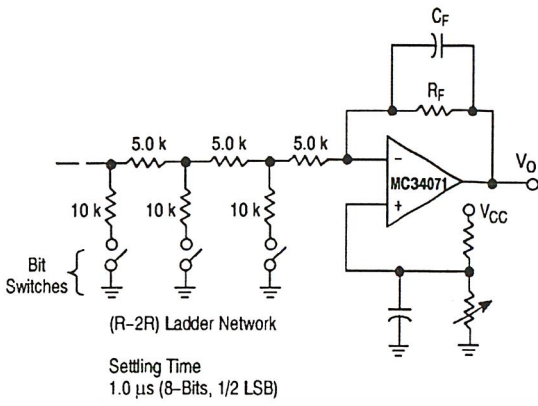 C_F
R_F
5.0 k
5.0 k
5.0 k
−
MC34071
+
V_O
V_CC
10 k
10 k
10 k
Bit
Switches
(R–2R) Ladder Network
Settling Time
1.0 µs (8–Bits, 1/2 LSB)